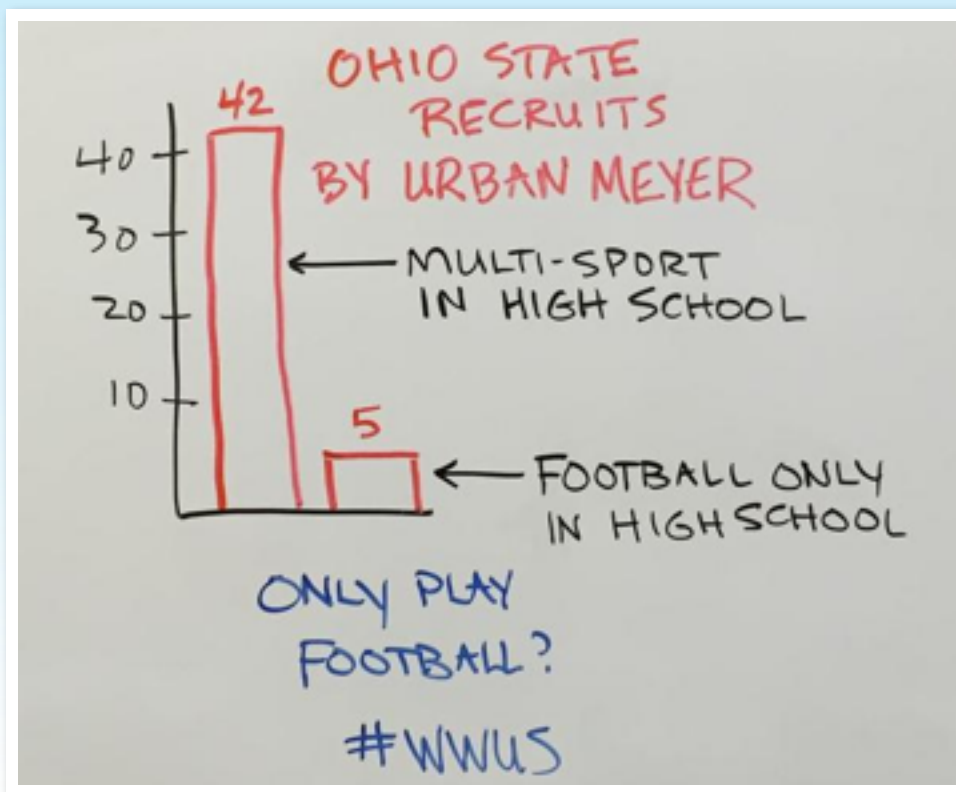 OHIO STATE
RECRUITS
BY URBAN MEYER
42
40
30
MULTI-SPORT
IN HIGH SCHOOL
20
10
5
FOOTBALL ONLY
IN HIGH SCHOOL
ONLY PLAY
FOOTBALL?
#WWUS